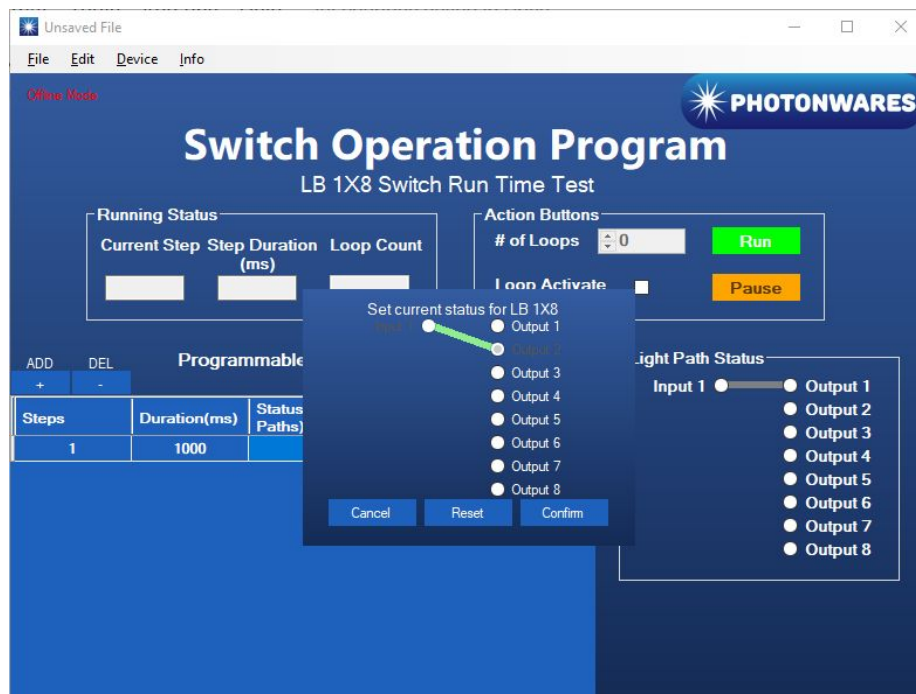 Unsaved File
File Edit Device Info
Offline Mode
PHOTONWARES
Switch Operation Program
LB 1X8 Switch Run Time Test
Running Status
Current Step Step Duration (ms) Loop Count
Action Buttons
# of Loops 0 Run
Loop Activate Pause
Set current status for LB 1X8
Input 1 Output 1
Output 2
Output 3
Output 4
Output 5
Output 6
Output 7
Output 8
Cancel Reset Confirm
ADD DEL Programmable
+ -
Steps Duration(ms) Status
Paths)
1 1000
Light Path Status
Input 1 Output 1
Output 2
Output 3
Output 4
Output 5
Output 6
Output 7
Output 8